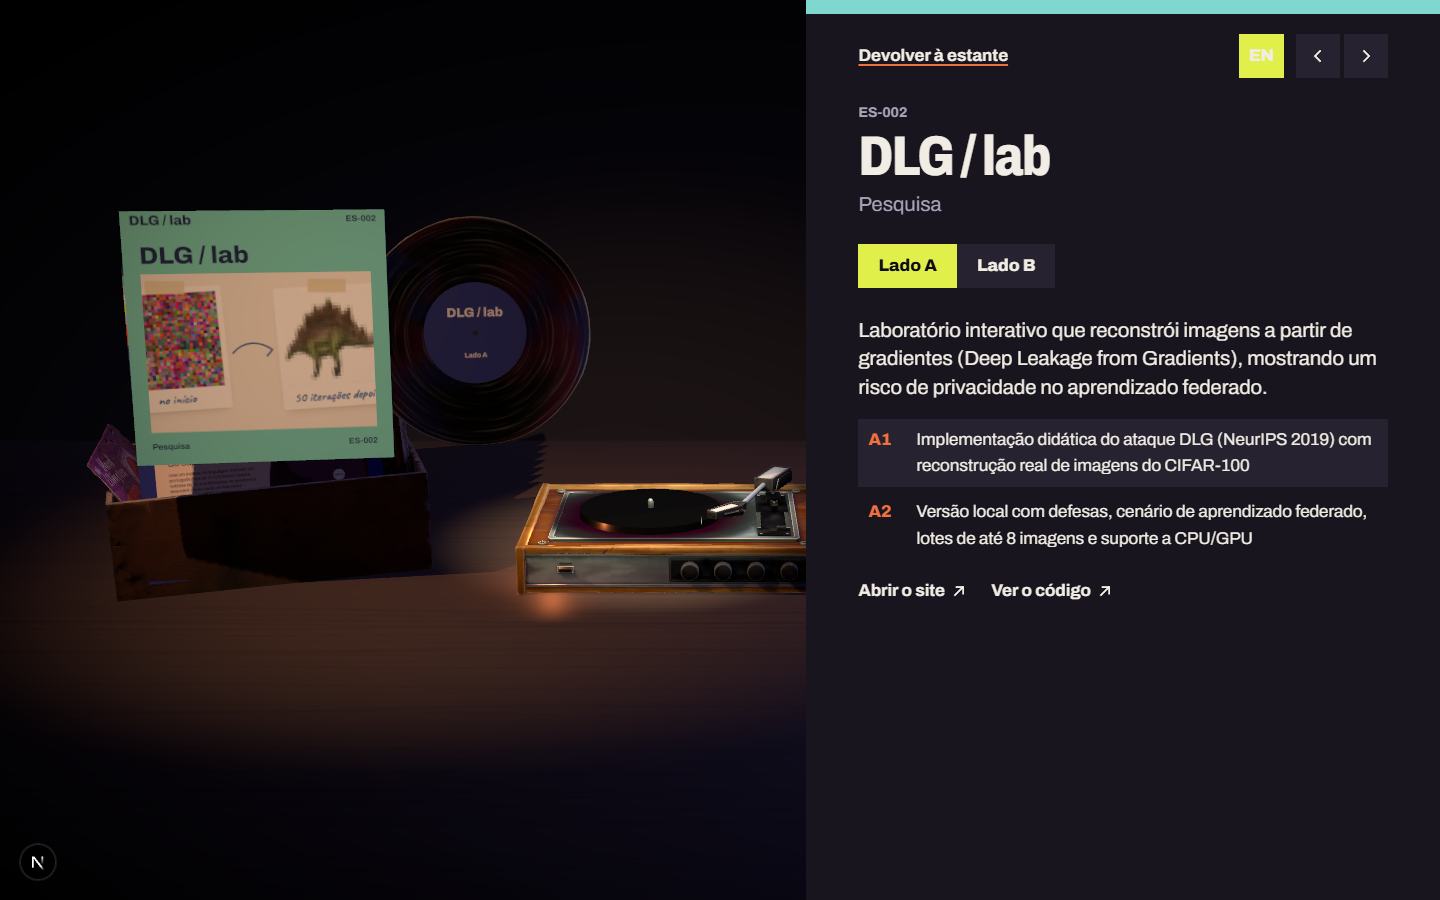 Devolver à estante
EN
ES-002
DLG / lab
Pesquisa
Lado A
Lado B
Laboratório interativo que reconstrói imagens a partir de
gradientes (Deep Leakage from Gradients), mostrando um
risco de privacidade no aprendizado federado.
A1
Implementação didática do ataque DLG (NeurIPS 2019) com
reconstrução real de imagens do CIFAR-100
A2
Versão local com defesas, cenário de aprendizado federado,
lotes de até 8 imagens e suporte a CPU/GPU
Abrir o site
Ver o código
DLG / lab
ES-002
DLG / lab
no início
50 iterações depoi
Pesquisa
ES-002
DLG / lab
Lado A
N